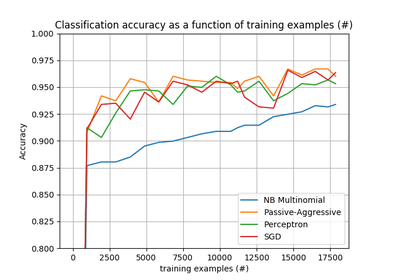 Classification accuracy as a function of training examples (#)
1.000
0.975
0.950
0.925
0.900
0.875
0.850
0.825
0.800
Accuracy
NB Multinomial
Passive-Aggressive
Perceptron
SGD
0 2500 5000 7500 10000 12500 15000 17500
training examples (#)